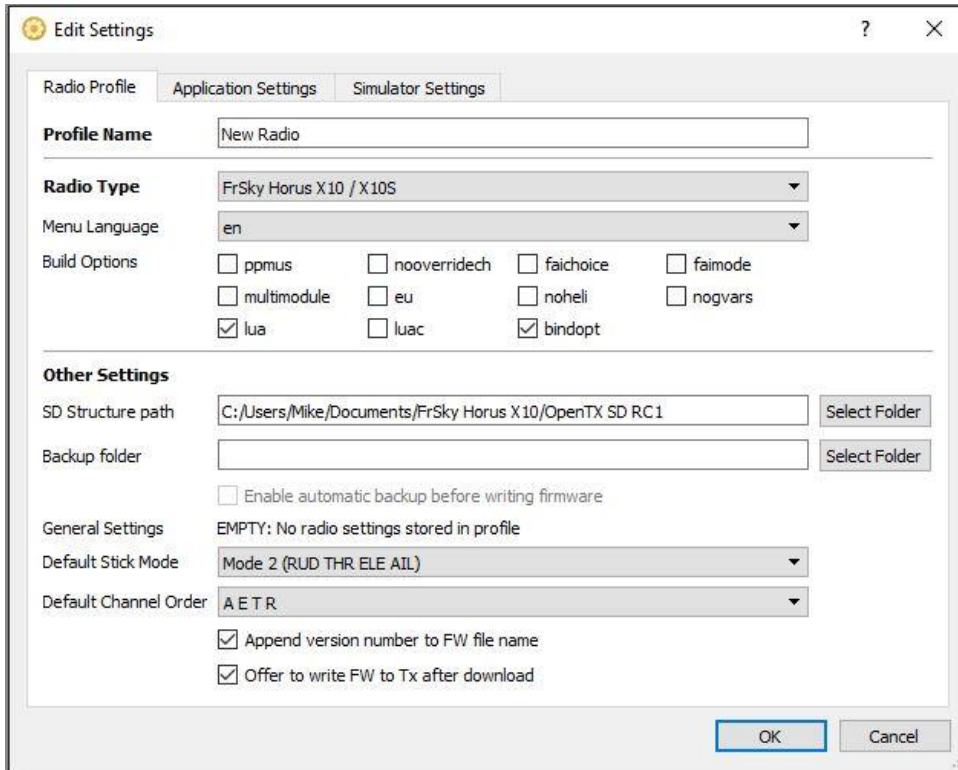 Edit Settings
Radio Profile Application Settings Simulator Settings
Profile Name New Radio
Radio Type FrSky Horus X10 / X10S
Menu Language en
Build Options ppmus nooverridech faichoice faimode
multimodule eu noheli nogvars
lua luac bindopt
Other Settings
SD Structure path C:/Users/Mike/Documents/FrSky Horus X10/OpenTX SD RC1 Select Folder
Backup folder Select Folder
Enable automatic backup before writing firmware
General Settings EMPTY: No radio settings stored in profile
Default Stick Mode Mode 2 (RUD THR ELE AIL)
Default Channel Order A E T R
Append version number to FW file name
Offer to write FW to Tx after download
OK Cancel